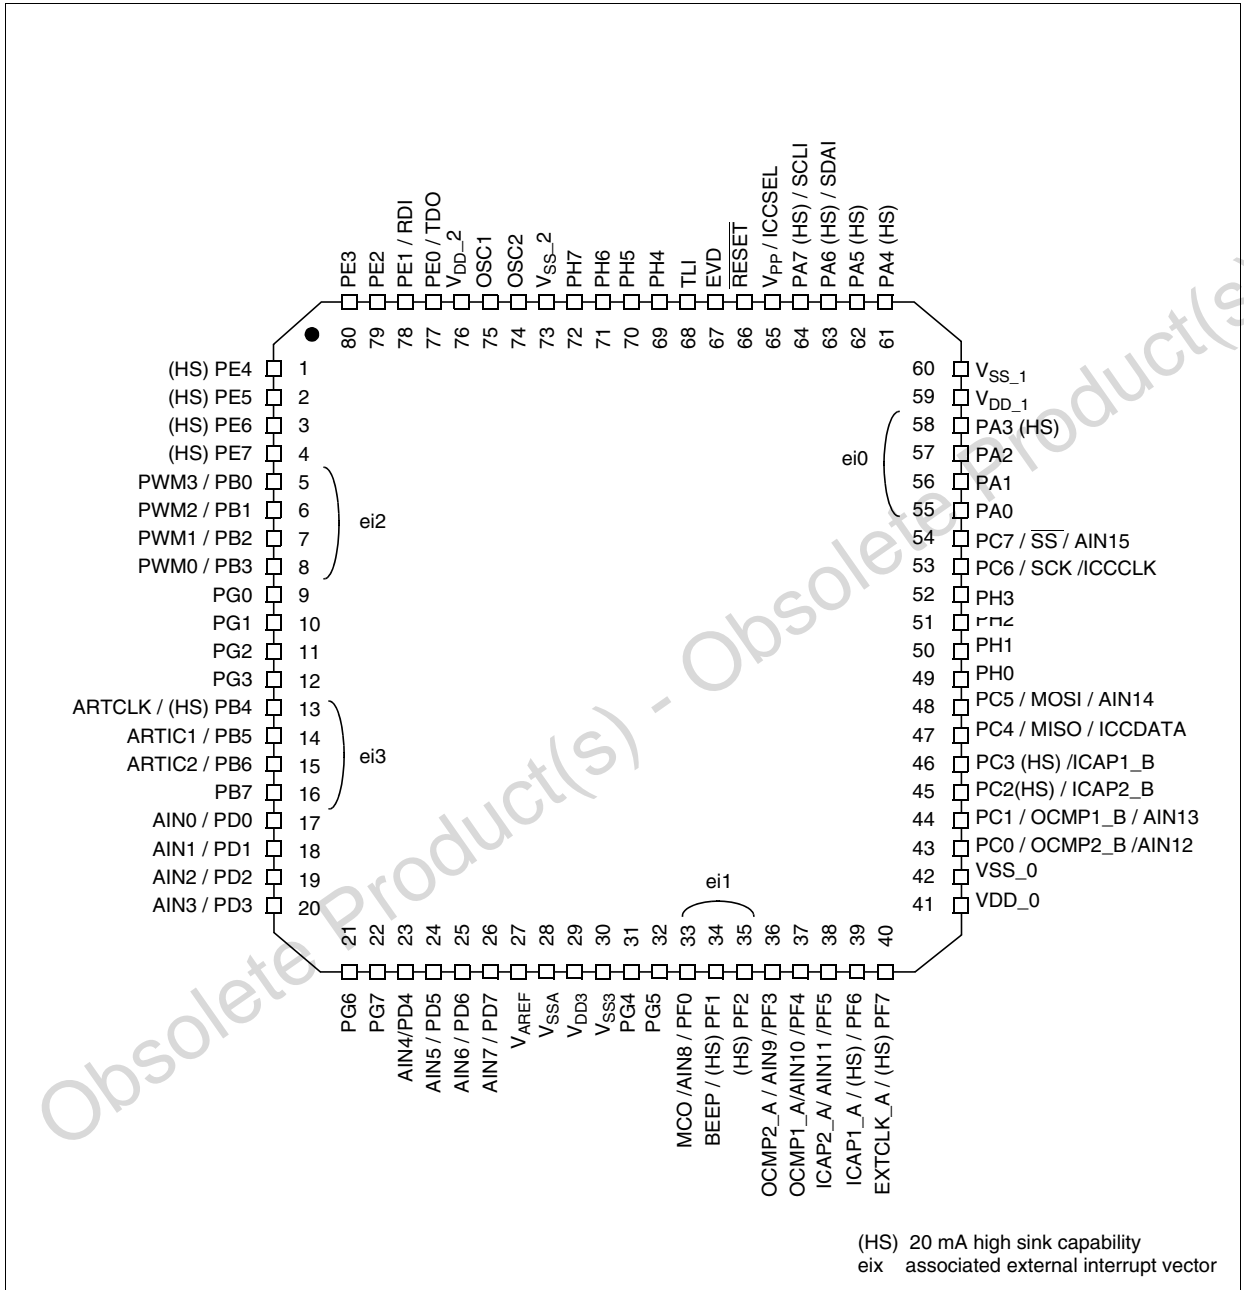 PE3
PE2
PE1 / RDI
PE0 / TDO
VDD_2
OSC1
OSC2
VSS_2
PH7
PH6
PH5
PH4
TLI
EVD
RESET
VPP / ICCSEL
PA7 (HS) / SCLI
PA6 (HS) / SDAI
PA5 (HS)
PA4 (HS)
80 79 78 77 76 75 74 73 72 71 70 69 68 67 66 65 64 63 62 61
(HS) PE4 1
(HS) PE5 2
(HS) PE6 3
(HS) PE7 4
PWM3 / PB0 5
PWM2 / PB1 6
PWM1 / PB2 7
PWM0 / PB3 8
ei2
PG0 9
PG1 10
PG2 11
PG3 12
ARTCLK / (HS) PB4 13
ARTIC1 / PB5 14
ARTIC2 / PB6 15
PB7 16
ei3
AIN0 / PD0 17
AIN1 / PD1 18
AIN2 / PD2 19
AIN3 / PD3 20
60 VSS_1
59 VDD_1
58 PA3 (HS)
57 PA2
56 PA1
55 PA0
ei0
54 PC7 / SS / AIN15
53 PC6 / SCK /ICCCLK
52 PH3
51 PH2
50 PH1
49 PH0
48 PC5 / MOSI / AIN14
47 PC4 / MISO / ICCDATA
46 PC3 (HS) /ICAP1_B
45 PC2(HS) / ICAP2_B
44 PC1 / OCMP1_B / AIN13
43 PC0 / OCMP2_B /AIN12
42 VSS_0
41 VDD_0
ei1
21 22 23 24 25 26 27 28 29 30 31 32 33 34 35 36 37 38 39 40
PG6
PG7
AIN4/PD4
AIN5 / PD5
AIN6 / PD6
AIN7 / PD7
VAREF
VSSA
VDD3
VSS3
PG4
PG5
MCO /AIN8 / PF0
BEEP / (HS) PF1
(HS) PF2
OCMP2_A / AIN9 /PF3
OCMP1_A/AIN10 /PF4
ICAP2_A/ AIN11 /PF5
ICAP1_A / (HS) / PF6
EXTCLK_A / (HS) PF7
(HS) 20 mA high sink capability
eix associated external interrupt vector
Obsolete Product(s) - Obsolete Product(s)